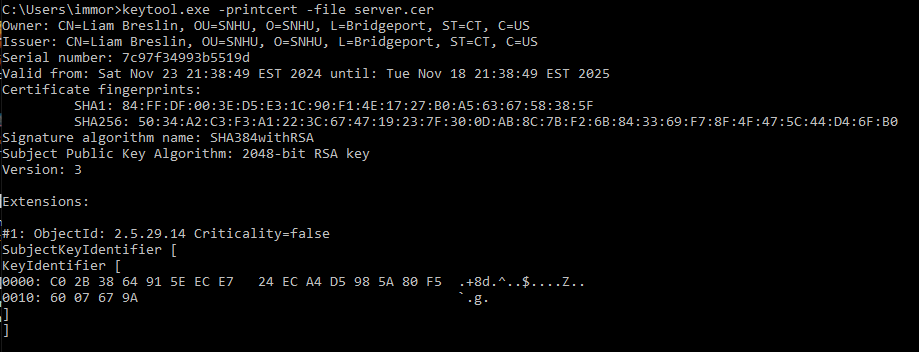 C:\Users\immor>keytool.exe -printcert -file server.cer
Owner: CN=Liam Breslin, OU=SNHU, O=SNHU, L=Bridgeport, ST=CT, C=US
Issuer: CN=Liam Breslin, OU=SNHU, O=SNHU, L=Bridgeport, ST=CT, C=US
Serial number: 7c97f34993b5519d
Valid from: Sat Nov 23 21:38:49 EST 2024 until: Tue Nov 18 21:38:49 EST 2025
Certificate fingerprints:
         SHA1: 84:FF:DF:00:3E:D5:E3:1C:90:F1:4E:17:27:B0:A5:63:67:58:38:5F
         SHA256: 50:34:A2:C3:F3:A1:22:3C:67:47:19:23:7F:30:0D:AB:8C:7B:F2:6B:84:33:69:F7:8F:4F:47:5C:44:D4:6F:B0
Signature algorithm name: SHA384withRSA
Subject Public Key Algorithm: 2048-bit RSA key
Version: 3

Extensions:

#1: ObjectId: 2.5.29.14 Criticality=false
SubjectKeyIdentifier [
KeyIdentifier [
0000: C0 2B 38 64 91 5E EC E7   24 EC A4 D5 98 5A 80 F5  .+8d.^..$....Z..
0010: 60 07 67 9A                                        `.g.
]
]